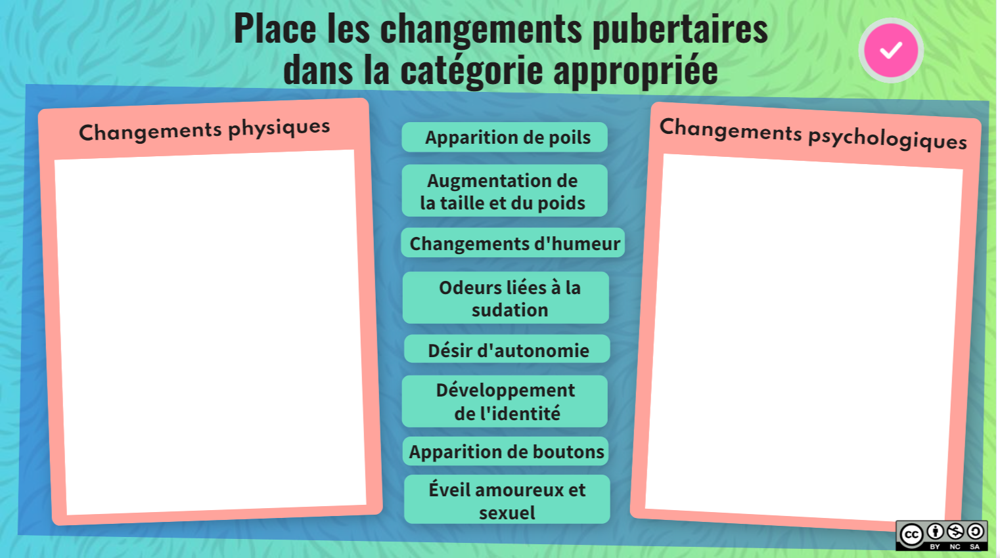 Place les changements pubertaires
dans la catégorie appropriée
Changements physiques
Apparition de poils
Augmentation de
la taille et du poids
Changements d'humeur
Odeurs liées à la
sudation
Désir d'autonomie
Développement
de l'identité
Apparition de boutons
Éveil amoureux et
sexuel
Changements psychologiques
cc
BY NC SA